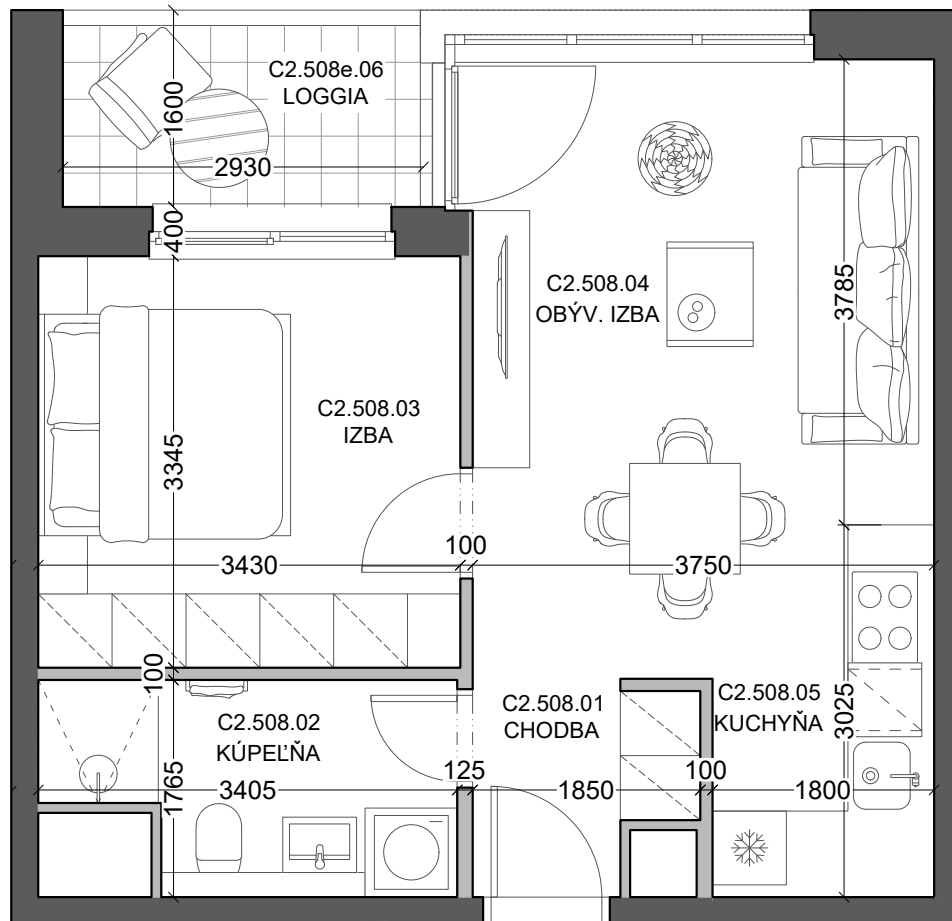 C2.508e.06
LOGGIA
1600
2930
400
C2.508.04
OBÝV. IZBA
3785
C2.508.03
IZBA
3345
100
3430
3750
100
C2.508.02
KÚPEĽŇA
C2.508.01
CHODBA
C2.508.05
KUCHYŇA
3025
1765
3405
125
1850
100
1800